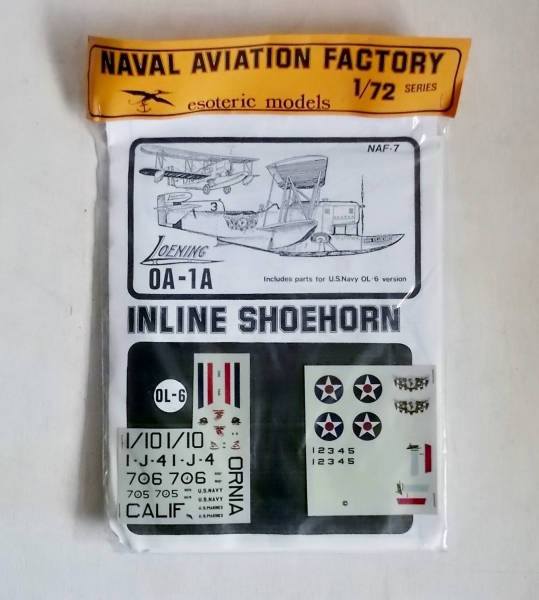 NAVAL AVIATION FACTORY
1/72 SERIES
esoteric models
NAF-7
3
LOENING
OA-1A
Includes parts for U.S.Navy OL-6 version
INLINE SHOEHORN
OL-6
1/10 1/10
1-J-4 1-J-4
706 706
705 705
U.S.NAVY
U.S.NAVY
CALIF.
U.S.MARINES
U.S.MARINES
ORNIA
12345
12345
©